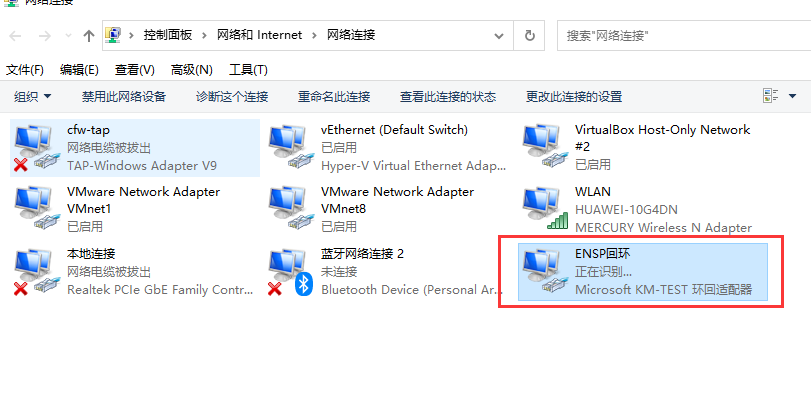 网络连接
控制面板 > 网络和 Internet > 网络连接
搜索"网络连接"
文件(F) 编辑(E) 查看(V) 高级(N) 工具(T)
组织 禁用此网络设备 诊断这个连接 重命名此连接 查看此连接的状态 更改此连接的设置
cfw-tap
网络电缆被拔出
TAP-Windows Adapter V9
vEthernet (Default Switch)
已启用
Hyper-V Virtual Ethernet Adap...
VirtualBox Host-Only Network
#2
已启用
VMware Network Adapter
VMnet1
已启用
VMware Network Adapter
VMnet8
已启用
WLAN
HUAWEI-10G4DN
MERCURY Wireless N Adapter
本地连接
网络电缆被拔出
Realtek PCIe GbE Family Contr...
蓝牙网络连接 2
未连接
Bluetooth Device (Personal Ar...
ENSP回环
正在识别...
Microsoft KM-TEST 环回适配器